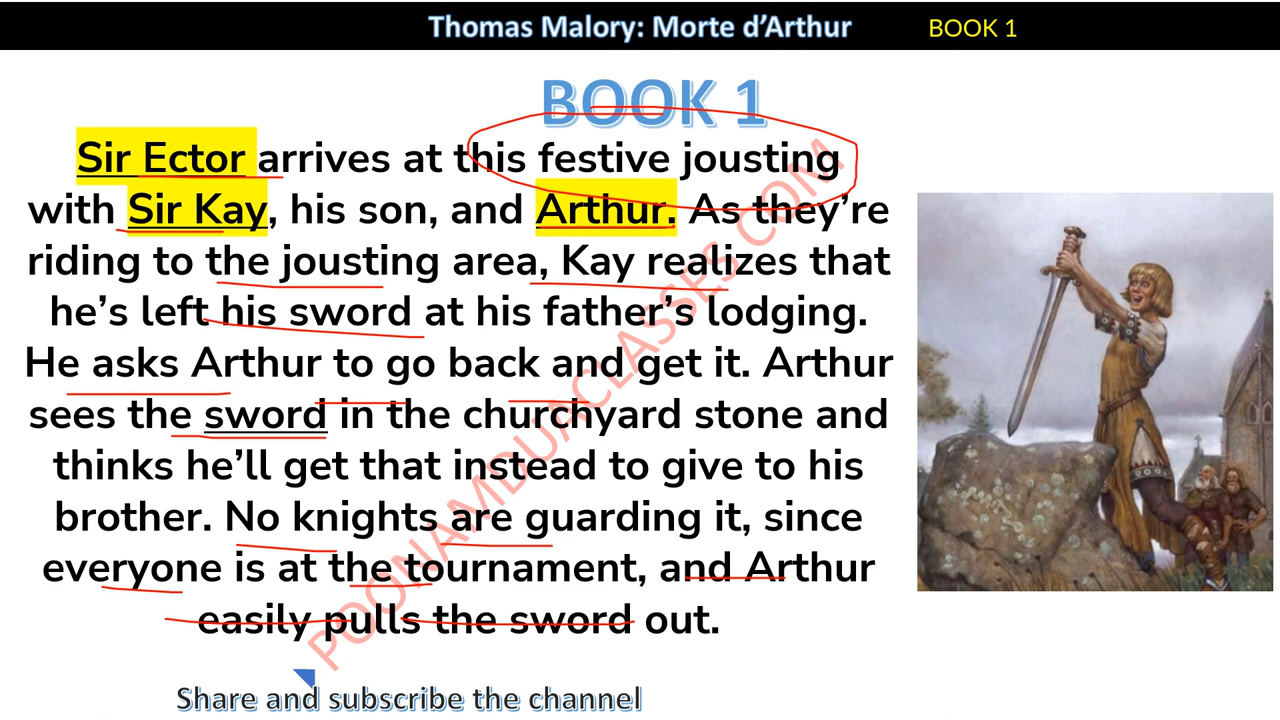 Thomas Malory: Morte d’Arthur BOOK 1
BOOK 1
Sir Ector arrives at this festive jousting
with Sir Kay, his son, and Arthur. As they’re
riding to the jousting area, Kay realizes that
he’s left his sword at his father’s lodging.
He asks Arthur to go back and get it. Arthur
sees the sword in the churchyard stone and
thinks he’ll get that instead to give to his
brother. No knights are guarding it, since
everyone is at the tournament, and Arthur
easily pulls the sword out.
POONAMDUACLASSES.COM
Share and subscribe the channel